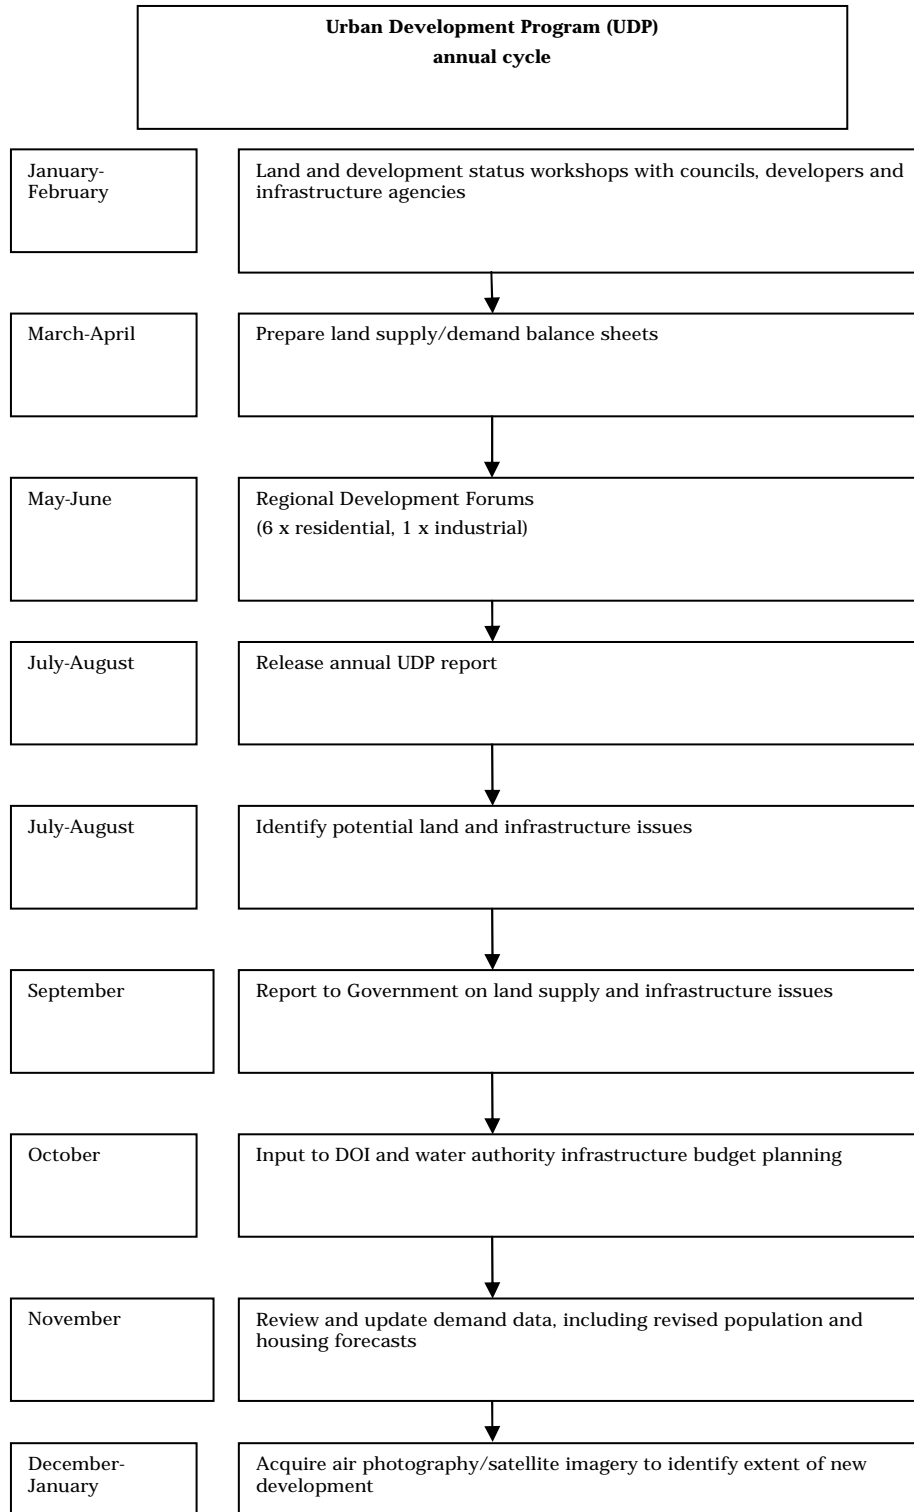 Urban Development Program (UDP)
annual cycle
January-
February
Land and development status workshops with councils, developers and
infrastructure agencies
March-April
Prepare land supply/demand balance sheets
May-June
Regional Development Forums
(6 x residential, 1 x industrial)
July-August
Release annual UDP report
July-August
Identify potential land and infrastructure issues
September
Report to Government on land supply and infrastructure issues
October
Input to DOI and water authority infrastructure budget planning
November
Review and update demand data, including revised population and
housing forecasts
December-
January
Acquire air photography/satellite imagery to identify extent of new
development